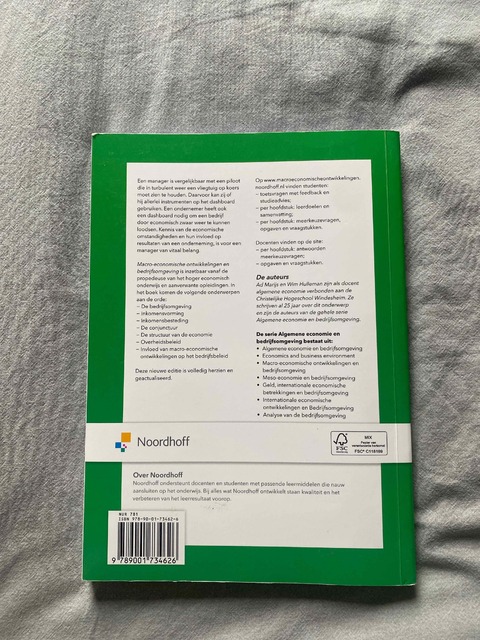 Een manager is vergelijkbaar met een piloot
die in turbulent weer een vliegtuig op koers
moet zien te houden. Daarvoor kan zij of
hij allerlei instrumenten op het dashboard
gebruiken. Een ondernemer heeft ook
een dashboard nodig om een bedrijf
door economisch zwaar weer te kunnen
loodsen. Kennis van de economische
omstandigheden en hun invloed op
resultaten van een onderneming, is voor een
manager van vitaal belang.
Macro-economische ontwikkelingen en
bedrijfsomgeving is inzetbaar vanaf
de propedeuse van het hoger economisch
onderwijs en aanverwante opleidingen. In het
boek komen de volgende onderwerpen aan
de orde:
– De bedrijfsomgeving
– Inkomensvorming
– Inkomensbesteding
– De conjunctuur
– De structuur van de economie
– Overheidsbeleid
– Invloed van macro-economische
ontwikkelingen op het bedrijfsbeleid
Deze nieuwe editie is volledig herzien en
geactualiseerd.
Op www.macroeconomischeontwikkelingen.
noordhoff.nl vinden studenten:
– toetsvragen met feedback en
studieadvies;
– per hoofdstuk: leerdoelen en
samenvatting;
– per hoofdstuk: meerkeuzevragen,
opgaven en vraagstukken.
Docenten vinden op de site:
– per hoofdstuk: antwoorden
meerkeuzevragen;
– opgaven en vraagstukken.
De auteurs
Ad Marijs en Wim Hulleman zijn als docent
algemene economie verbonden aan de
Christelijke Hogeschool Windesheim. Ze
schrijven al 25 jaar over dit onderwerp
en zijn de auteurs van de gehele serie
Algemene economie en bedrijfsomgeving.
De serie Algemene economie en
bedrijfsomgeving bestaat uit:
• Algemene economie en bedrijfsomgeving
• Economics and business environment
• Macro-economische ontwikkelingen en
bedrijfsomgeving
• Meso-economie en bedrijfsomgeving
• Geld, internationale economische
betrekkingen en bedrijfsomgeving
• Internationale economische
ontwikkelingen en Bedrijfsomgeving
• Analyse van de bedrijfsomgeving
Noordhoff
FSC
MIX
Papier van
verantwoorde herkomst
FSC® C118189
Over Noordhoff
Noordhoff ondersteunt docenten en studenten met passende leermiddelen die nauw
aansluiten op het onderwijs. Bij alles wat Noordhoff ontwikkelt staan kwaliteit en het
verbeteren van het leerresultaat voorop.
NUR 781
ISBN 978-90-01-73462-6
9 789001 734626